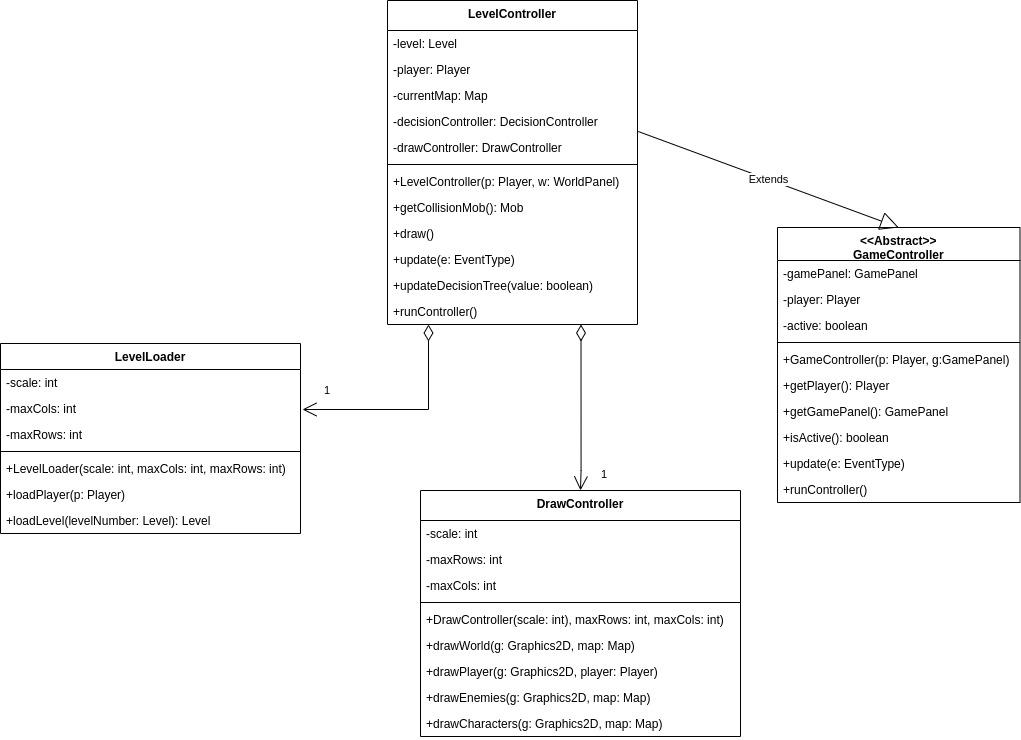 LevelController
-level: Level
-player: Player
-currentMap: Map
-decisionController: DecisionController
-drawController: DrawController
+LevelController(p: Player, w: WorldPanel)
+getCollisionMob(): Mob
+draw()
+update(e: EventType)
+updateDecisionTree(value: boolean)
+runController()
Extends
<<Abstract>>
GameController
-gamePanel: GamePanel
-player: Player
-active: boolean
+GameController(p: Player, g:GamePanel)
+getPlayer(): Player
+getGamePanel(): GamePanel
+isActive(): boolean
+update(e: EventType)
+runController()
LevelLoader
-scale: int
-maxCols: int
-maxRows: int
+LevelLoader(scale: int, maxCols: int, maxRows: int)
+loadPlayer(p: Player)
+loadLevel(levelNumber: Level): Level
1
1
DrawController
-scale: int
-maxRows: int
-maxCols: int
+DrawController(scale: int), maxRows: int, maxCols: int)
+drawWorld(g: Graphics2D, map: Map)
+drawPlayer(g: Graphics2D, player: Player)
+drawEnemies(g: Graphics2D, map: Map)
+drawCharacters(g: Graphics2D, map: Map)